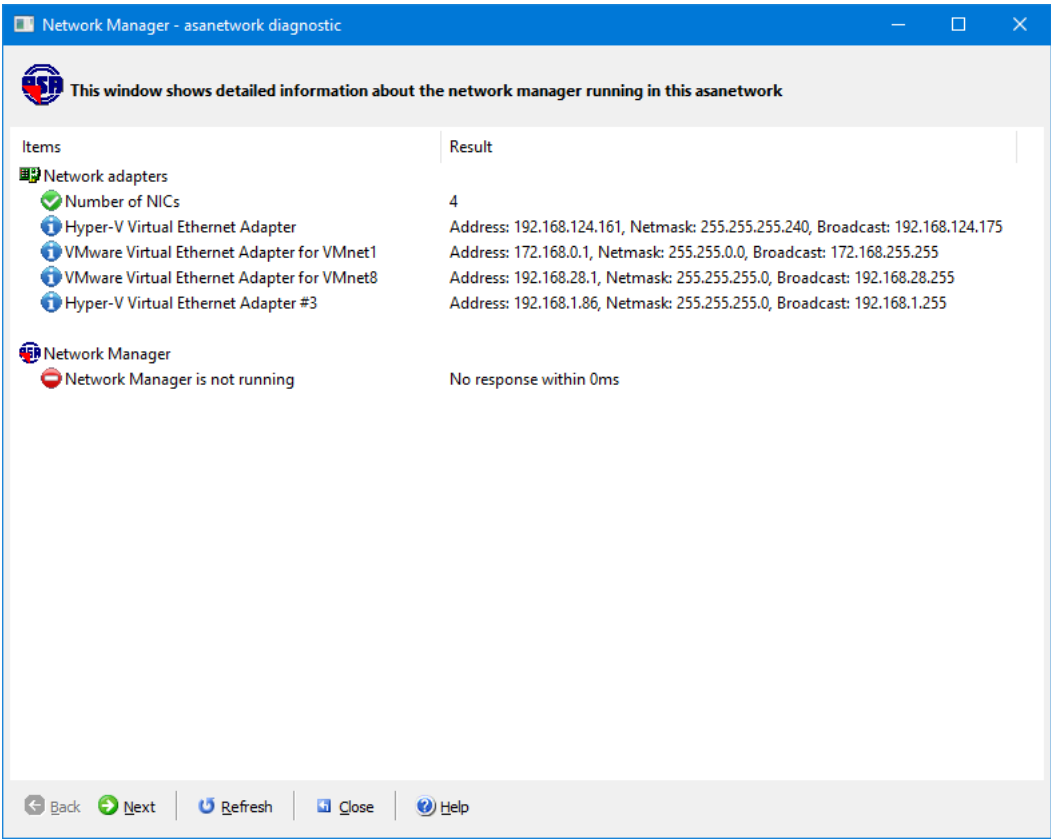 Network Manager - asanetwork diagnostic
ASA This window shows detailed information about the network manager running in this asanetwork
Items Result
Network adapters
Number of NICs 4
Hyper-V Virtual Ethernet Adapter Address: 192.168.124.161, Netmask: 255.255.255.240, Broadcast: 192.168.124.175
VMware Virtual Ethernet Adapter for VMnet1 Address: 172.168.0.1, Netmask: 255.255.0.0, Broadcast: 172.168.255.255
VMware Virtual Ethernet Adapter for VMnet8 Address: 192.168.28.1, Netmask: 255.255.255.0, Broadcast: 192.168.28.255
Hyper-V Virtual Ethernet Adapter #3 Address: 192.168.1.86, Netmask: 255.255.255.0, Broadcast: 192.168.1.255
ASA Network Manager
Network Manager is not running No response within 0ms
Back Next Refresh Close Help